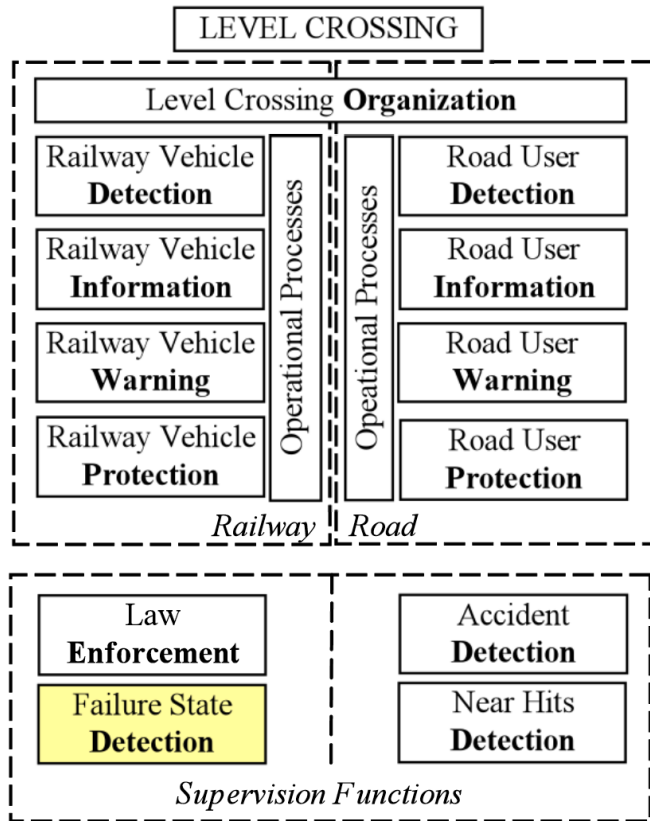 LEVEL CROSSING
Level Crossing Organization
Railway Vehicle
Detection
Railway Vehicle
Information
Railway Vehicle
Warning
Railway Vehicle
Protection
Operational Processes
Opeational Processes
Road User
Detection
Road User
Information
Road User
Warning
Road User
Protection
Railway
Road
Law
Enforcement
Failure State
Detection
Accident
Detection
Near Hits
Detection
Supervision Functions